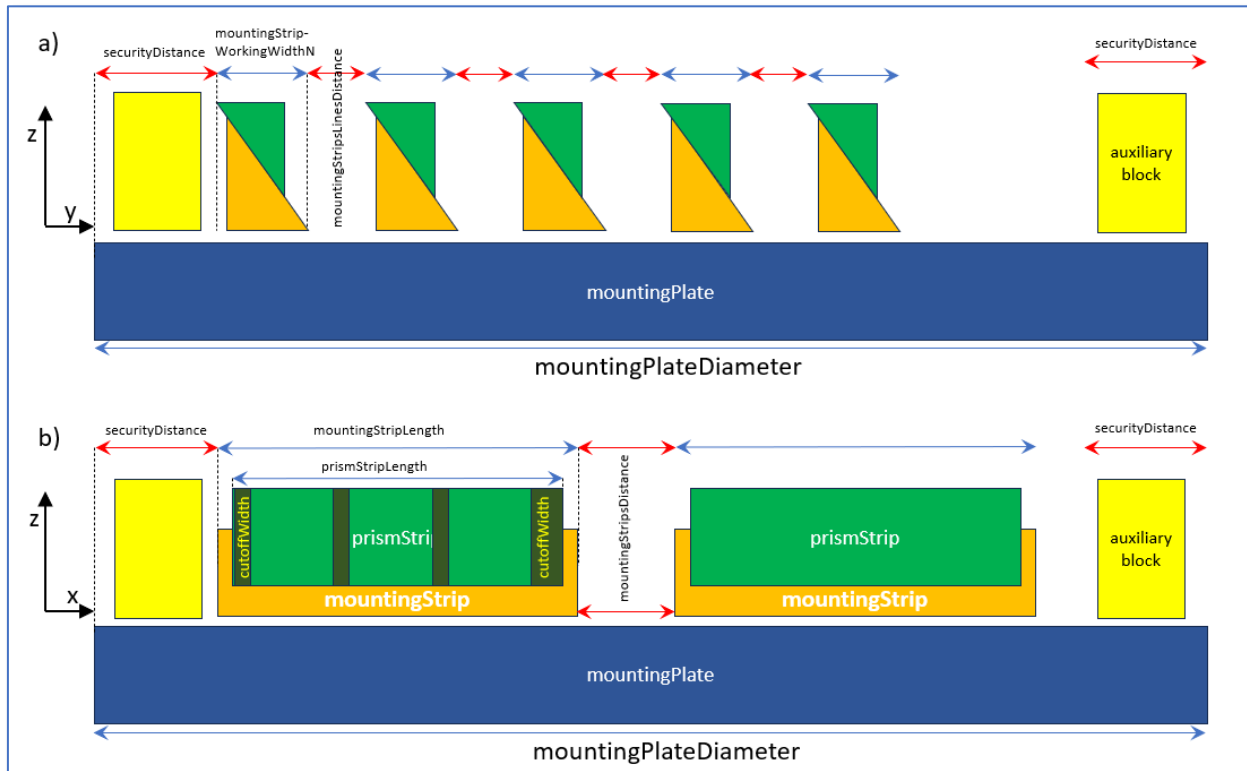 a)
securityDistance
mountingStrip-
WorkingWidthN
mountingStripsLinesDistance
securityDistance
z
y
auxiliary
block
mountingPlate
mountingPlateDiameter
b)
securityDistance
mountingStripLength
securityDistance
prismStripLength
z
x
cutoffWidth
prismStrip
cutoffWidth
mountingStrip
mountingStripsDistance
prismStrip
mountingStrip
auxiliary
block
mountingPlate
mountingPlateDiameter